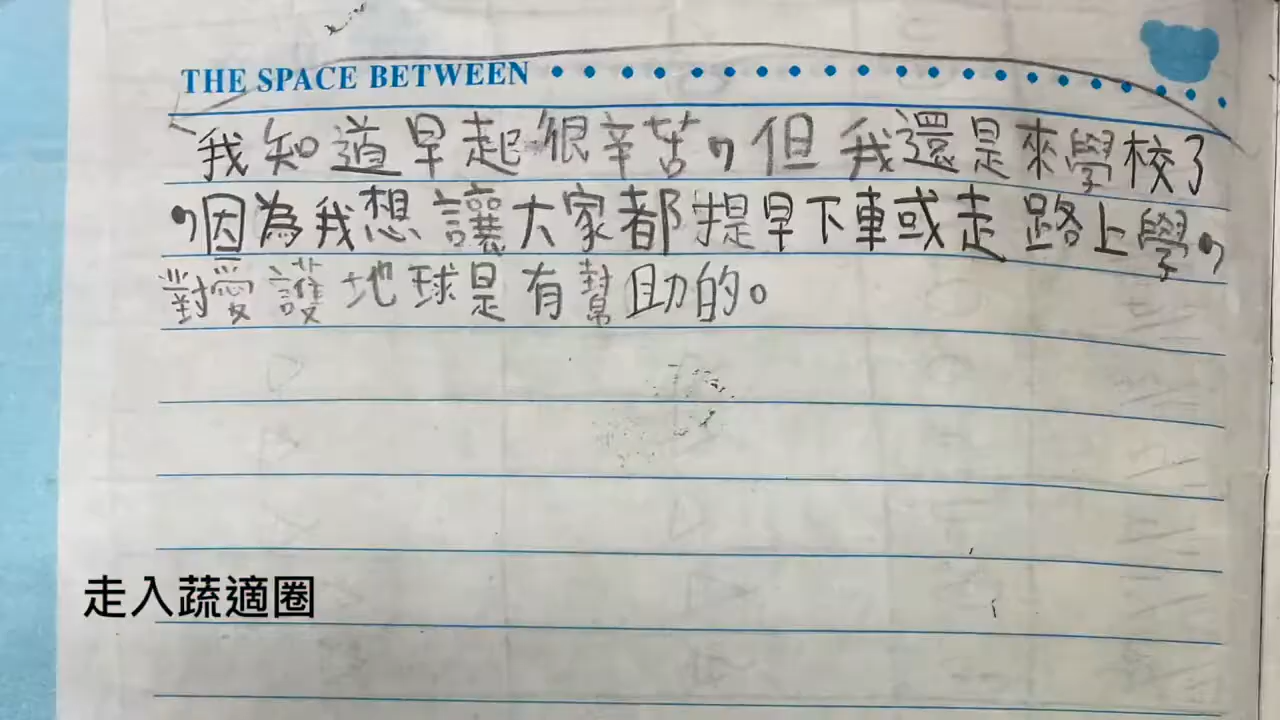 THE SPACE BETWEEN
我知道早起很辛苦，但我還是來學校了
，因為我想讓大家都提早下車或走路上學，
對愛護地球是有幫助的。
走入蔬適圈